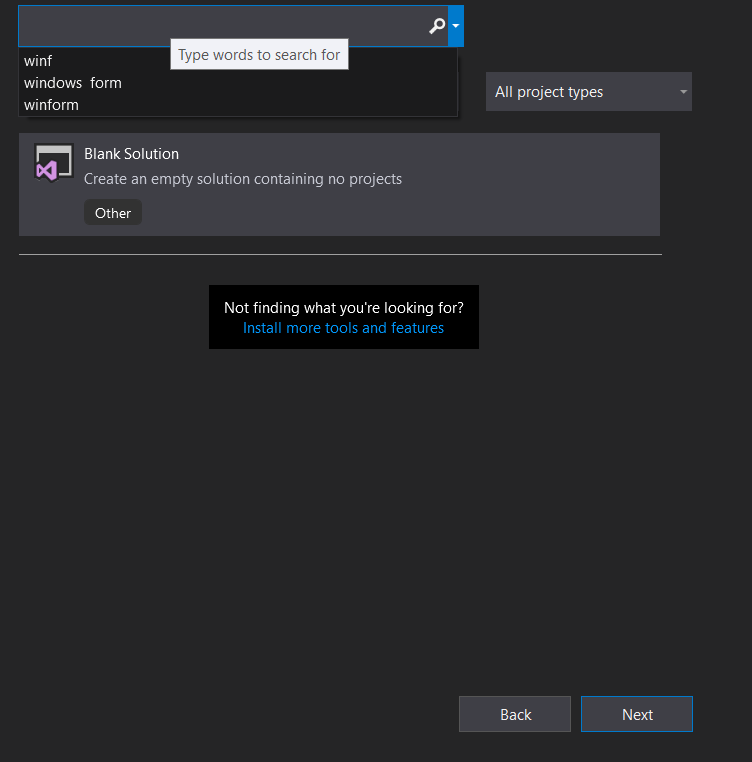 Type words to search for
winf
windows  form
winform
All project types
Blank Solution
Create an empty solution containing no projects
Other
Not finding what you're looking for?
Install more tools and features
Back
Next